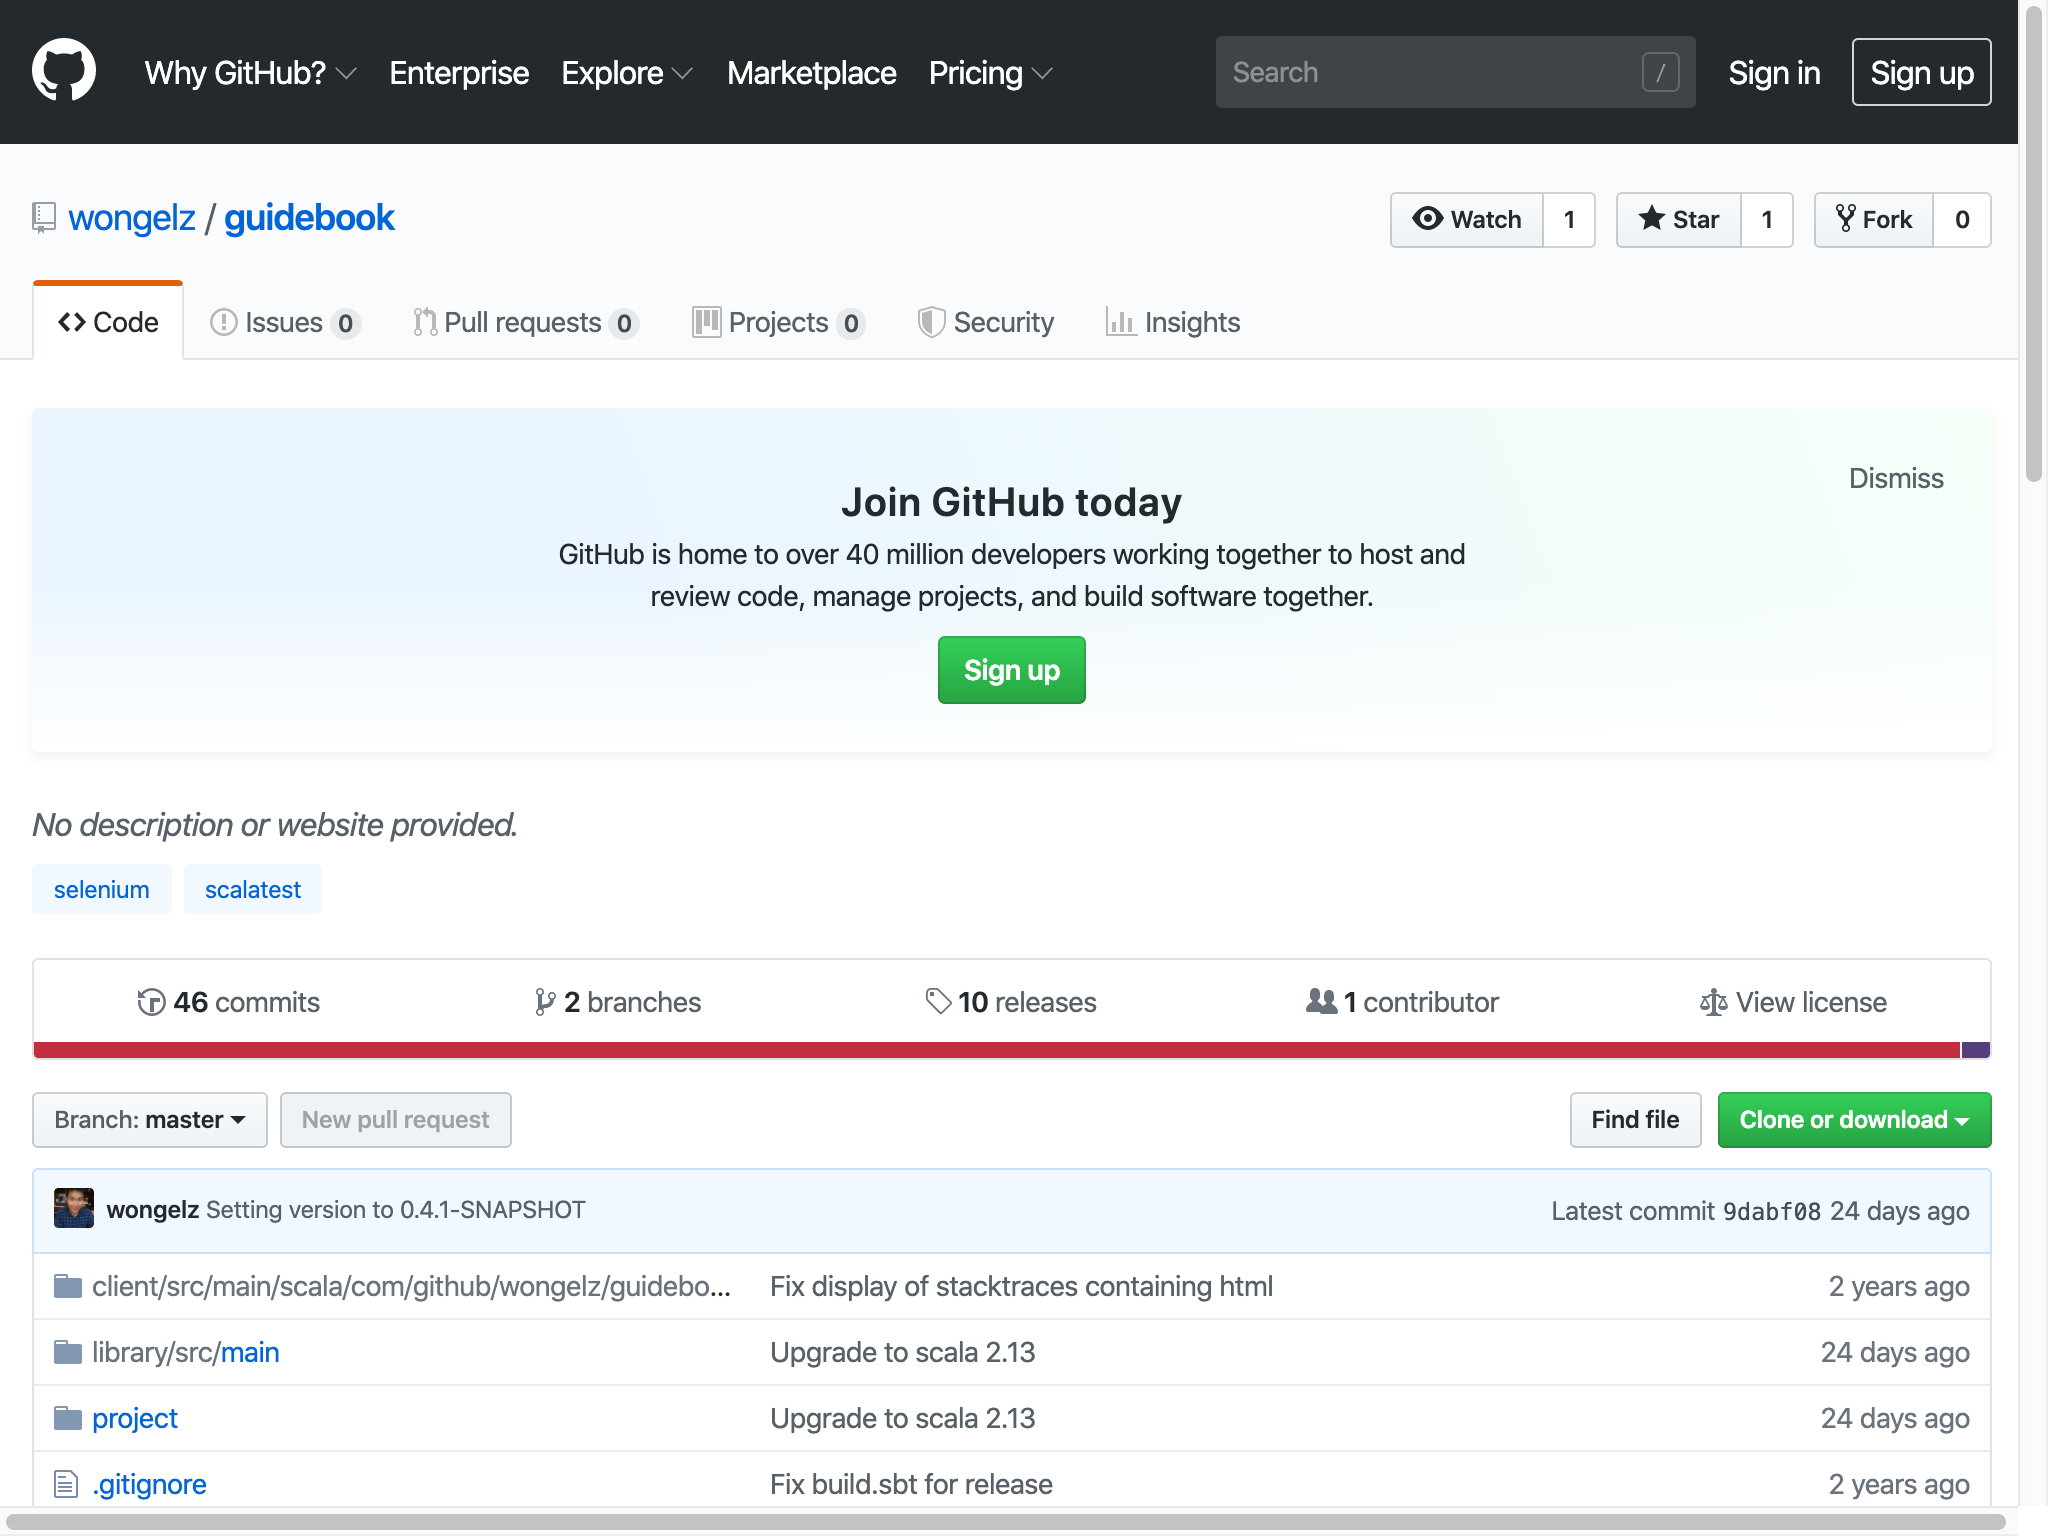 Why GitHub? Enterprise Explore Marketplace Pricing Search / Sign in Sign up
wongelz / guidebook Watch 1 Star 1 Fork 0
Code Issues 0 Pull requests 0 Projects 0 Security Insights
Dismiss
Join GitHub today
GitHub is home to over 40 million developers working together to host and
review code, manage projects, and build software together.
Sign up
No description or website provided.
selenium scalatest
46 commits 2 branches 10 releases 1 contributor View license
Branch: master New pull request Find file Clone or download
wongelz Setting version to 0.4.1-SNAPSHOT Latest commit 9dabf08 24 days ago
client/src/main/scala/com/github/wongelz/guidebo... Fix display of stacktraces containing html 2 years ago
library/src/main Upgrade to scala 2.13 24 days ago
project Upgrade to scala 2.13 24 days ago
.gitignore Fix build.sbt for release 2 years ago